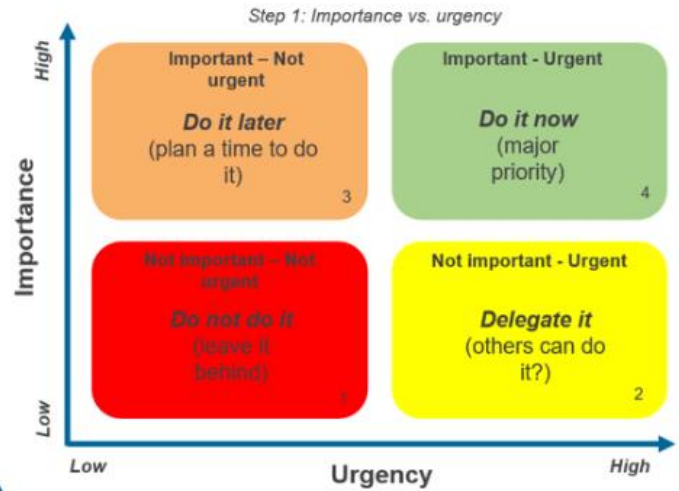 Step 1: Importance vs. urgency
High
Important – Not
urgent
Do it later
(plan a time to do
it)
3
Important - Urgent
Do it now
(major
priority)
4
Importance
Not important – Not
urgent
Do not do it
(leave it
behind)
1
Not important - Urgent
Delegate it
(others can do
it?)
2
Low
Low
Urgency
High